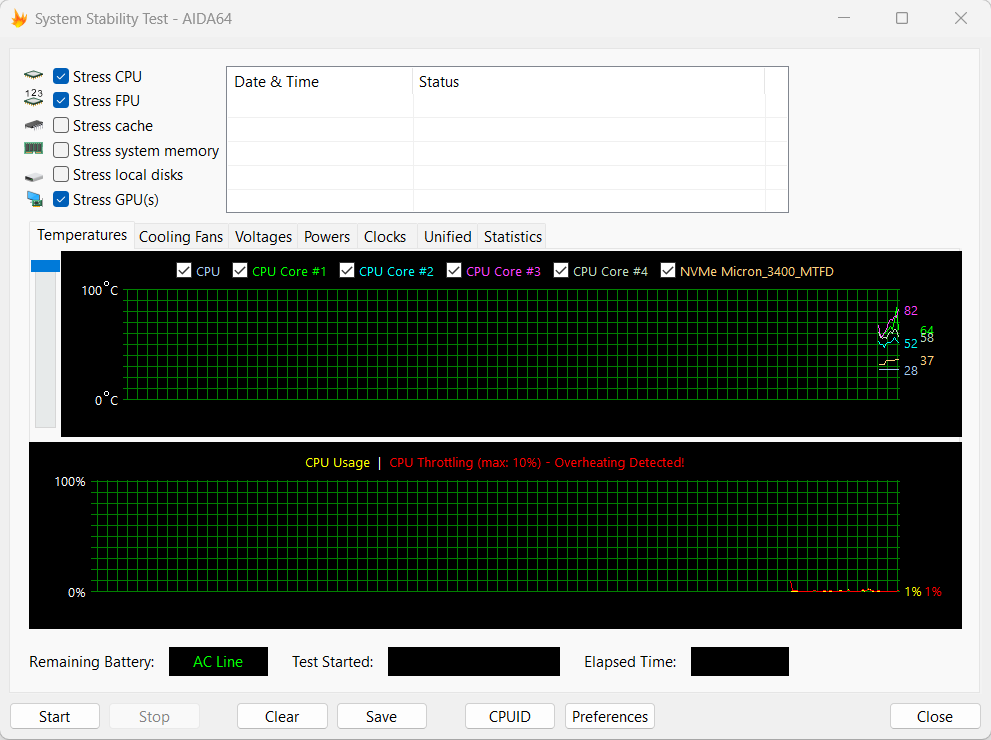 System Stability Test - AIDA64
Stress CPU
123
Stress FPU
Stress cache
Stress system memory
Stress local disks
Stress GPU(s)
Date & Time Status
Temperatures Cooling Fans Voltages Powers Clocks Unified Statistics
CPU CPU Core #1 CPU Core #2 CPU Core #3 CPU Core #4 NVMe Micron_3400_MTFD
100°C
82
64
58
52
37
28
0°C
CPU Usage | CPU Throttling (max: 10%) - Overheating Detected!
100%
0% 1% 1%
Remaining Battery: AC Line Test Started: Elapsed Time:
Start Stop Clear Save CPUID Preferences Close